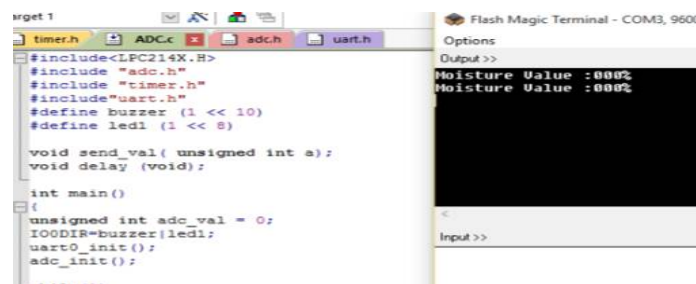 arget 1
Flash Magic Terminal - COM3, 960
timer.h ADC.c adc.h uart.h
Options
Output >>
#include<LPC214X.H>
#include "adc.h"
#include "timer.h"
#include"uart.h"
#define buzzer (1 << 10)
#define led1 (1 << 8)
void send_val( unsigned int a);
void delay (void);
int main()
{
unsigned int adc_val = 0;
IO0DIR=buzzer|led1;
uart0_init();
adc_init();
Moisture Value :000%
Moisture Value :000%
Input >>